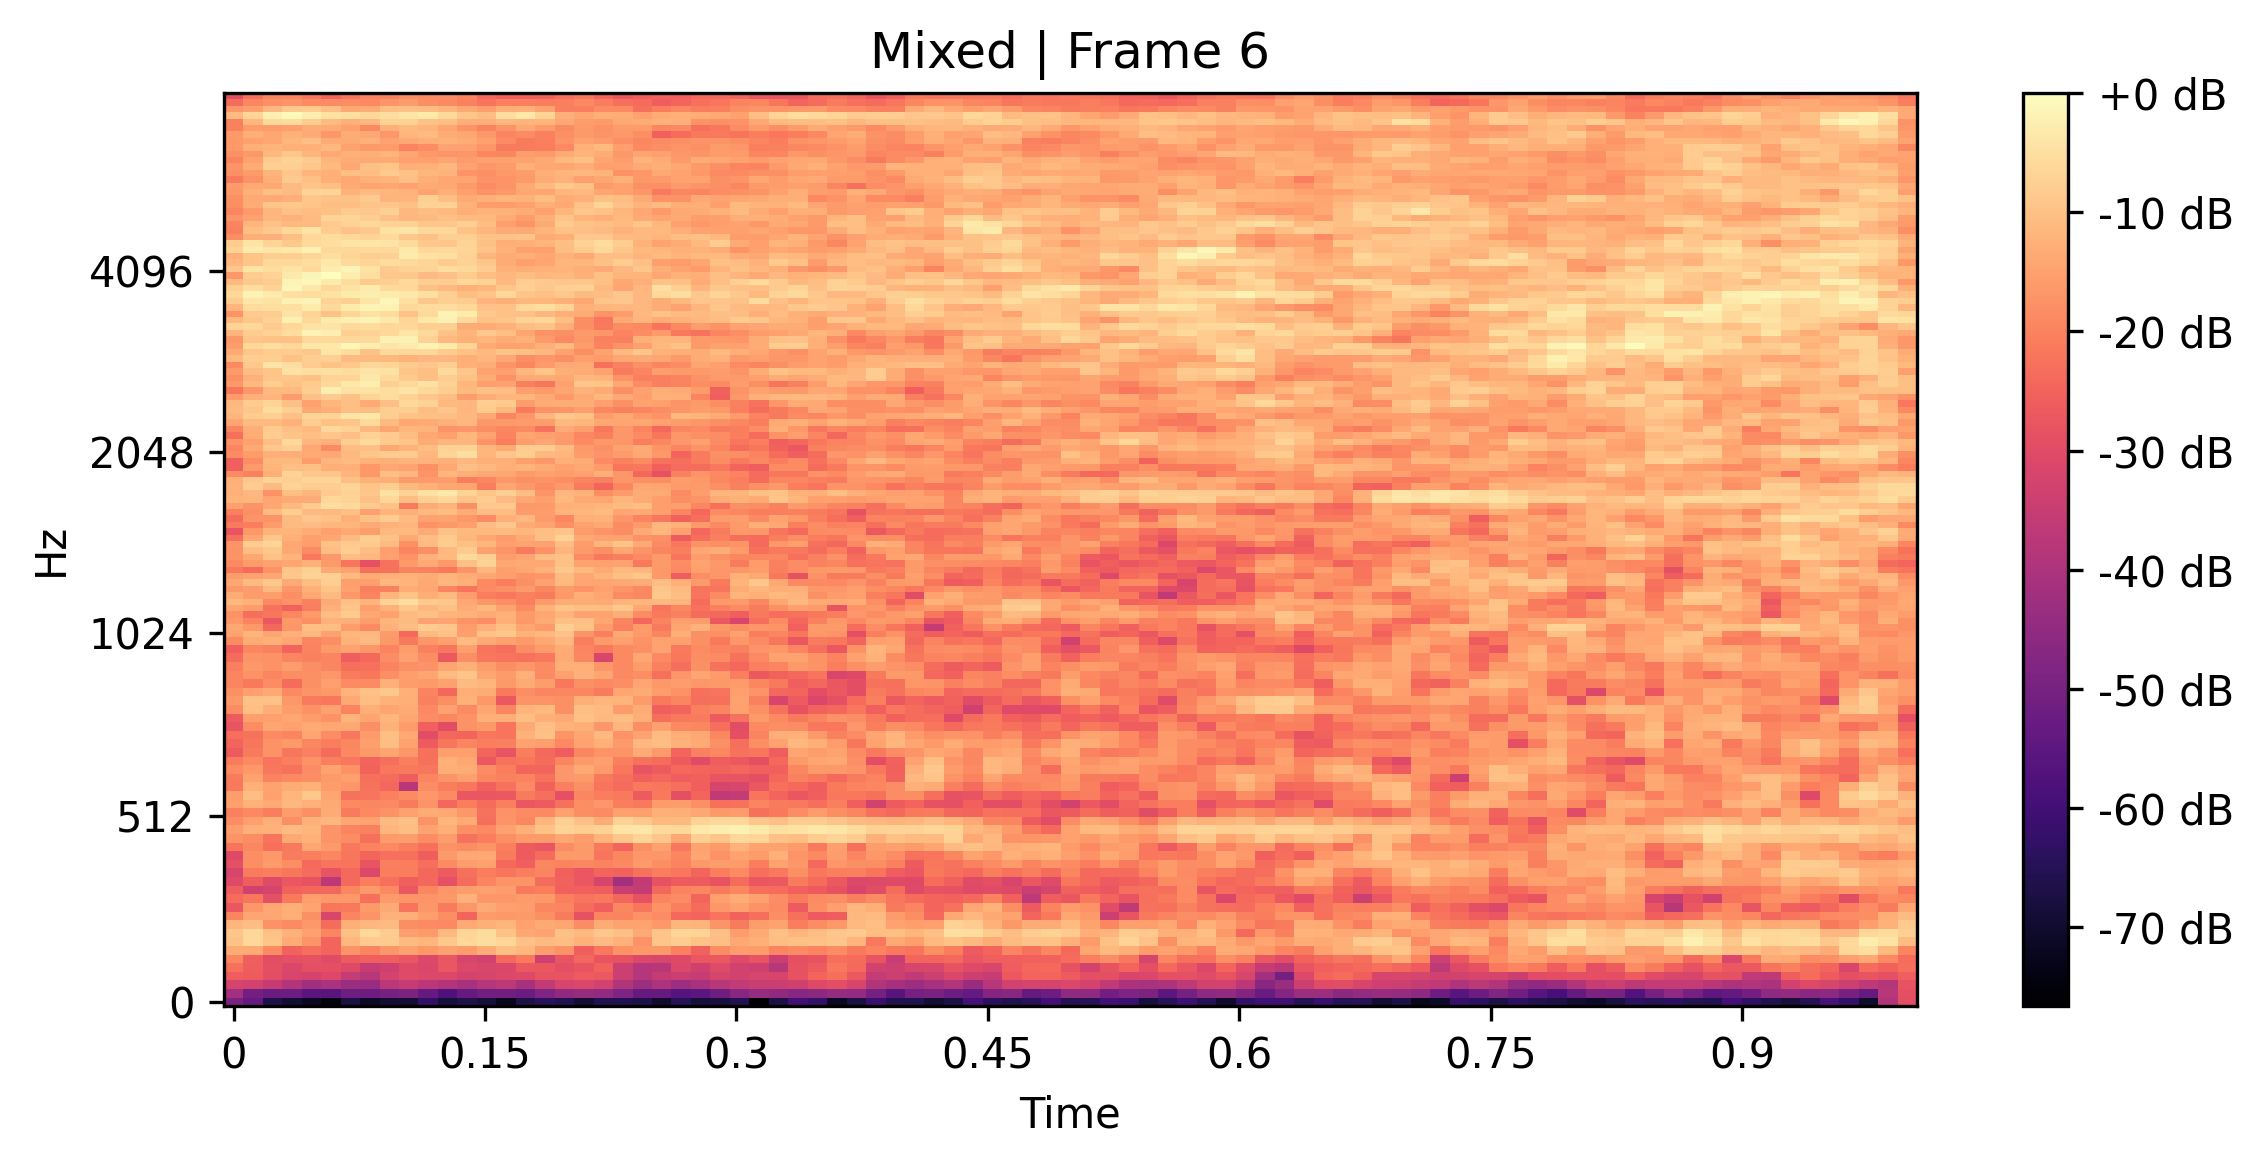 Mixed | Frame 6
+0 dB
-10 dB
-20 dB
-30 dB
-40 dB
-50 dB
-60 dB
-70 dB
Hz
4096
2048
1024
512
0
0 0.15 0.3 0.45 0.6 0.75 0.9
Time